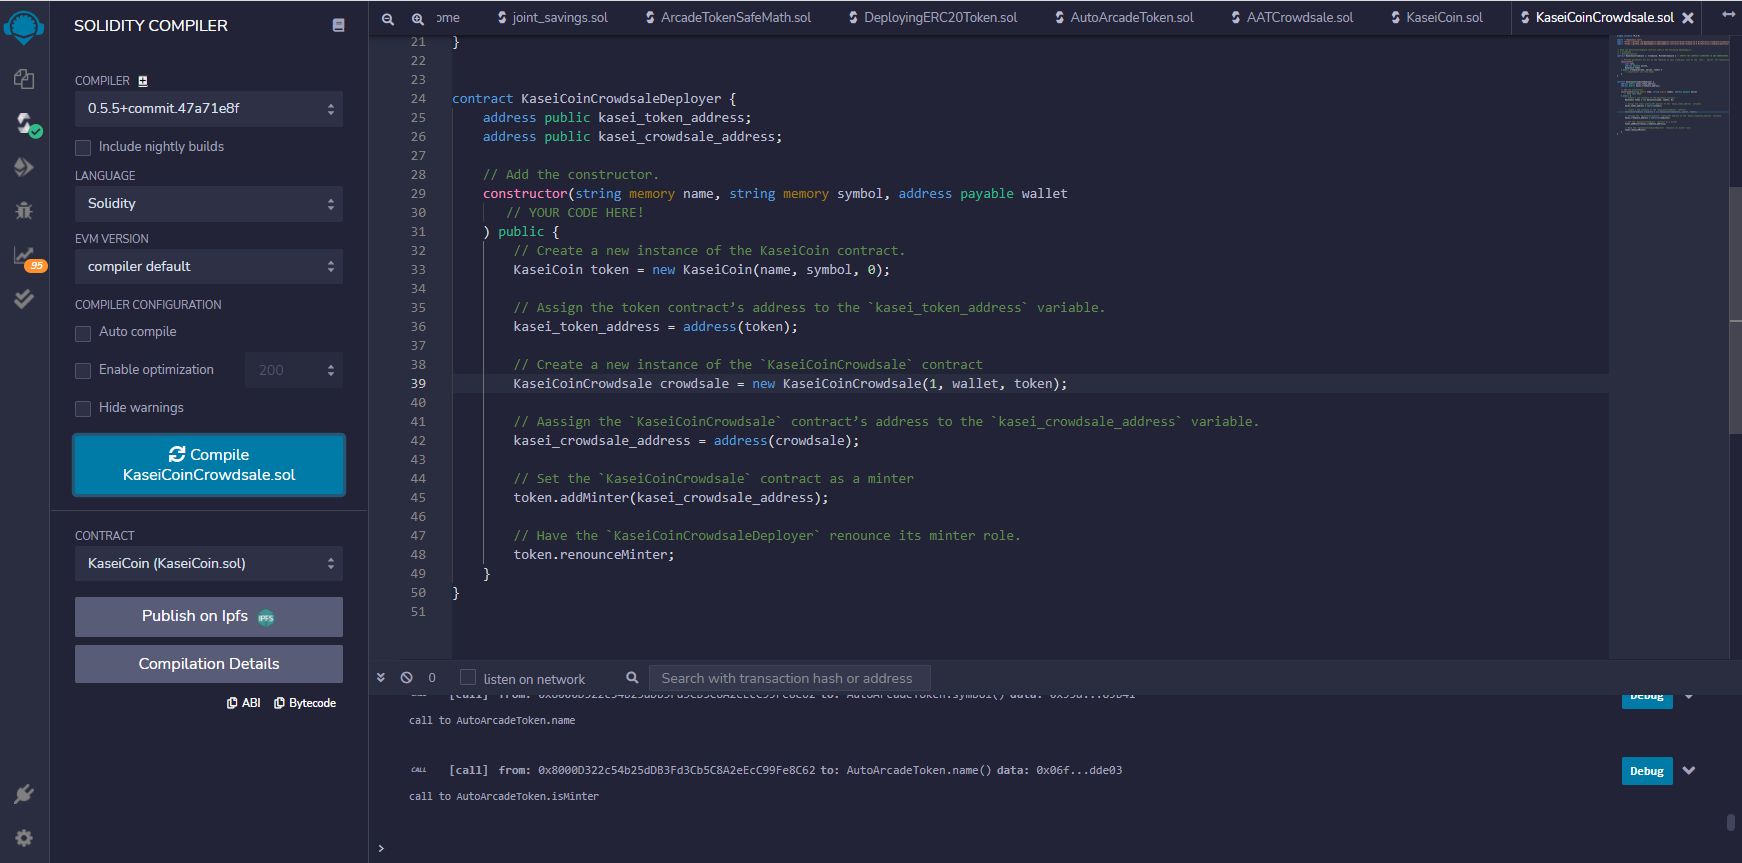 SOLIDITY COMPILER
COMPILER
0.5.5+commit.47a71e8f
Include nightly builds
LANGUAGE
Solidity
EVM VERSION
compiler default
COMPILER CONFIGURATION
Auto compile
Enable optimization
200
Hide warnings
Compile
KaseiCoinCrowdsale.sol
CONTRACT
KaseiCoin (KaseiCoin.sol)
Publish on Ipfs
IPFS
Compilation Details
ABI Bytecode
95
ome joint_savings.sol ArcadeTokenSafeMath.sol DeployingERC20Token.sol AutoArcadeToken.sol AATCrowdsale.sol KaseiCoin.sol KaseiCoinCrowdsale.sol
21 }
22
23
24 contract KaseiCoinCrowdsaleDeployer {
25 address public kasei_token_address;
26 address public kasei_crowdsale_address;
27
28 // Add the constructor.
29 constructor(string memory name, string memory symbol, address payable wallet
30 // YOUR CODE HERE!
31 ) public {
32 // Create a new instance of the KaseiCoin contract.
33 KaseiCoin token = new KaseiCoin(name, symbol, 0);
34
35 // Assign the token contract’s address to the `kasei_token_address` variable.
36 kasei_token_address = address(token);
37
38 // Create a new instance of the `KaseiCoinCrowdsale` contract
39 KaseiCoinCrowdsale crowdsale = new KaseiCoinCrowdsale(1, wallet, token);
40
41 // Aassign the `KaseiCoinCrowdsale` contract’s address to the `kasei_crowdsale_address` variable.
42 kasei_crowdsale_address = address(crowdsale);
43
44 // Set the `KaseiCoinCrowdsale` contract as a minter
45 token.addMinter(kasei_crowdsale_address);
46
47 // Have the `KaseiCoinCrowdsaleDeployer` renounce its minter role.
48 token.renounceMinter;
49 }
50 }
51
0 listen on network Search with transaction hash or address
[call] from: 0x8000D322c54b25dDB3Fd3Cb5C8A2eEcC99Fe8C62 to: AutoArcadeToken.symbol() data: 0x95d...89b41 Debug
call to AutoArcadeToken.name
CALL [call] from: 0x8000D322c54b25dDB3Fd3Cb5C8A2eEcC99Fe8C62 to: AutoArcadeToken.name() data: 0x06f...dde03 Debug
call to AutoArcadeToken.isMinter
>